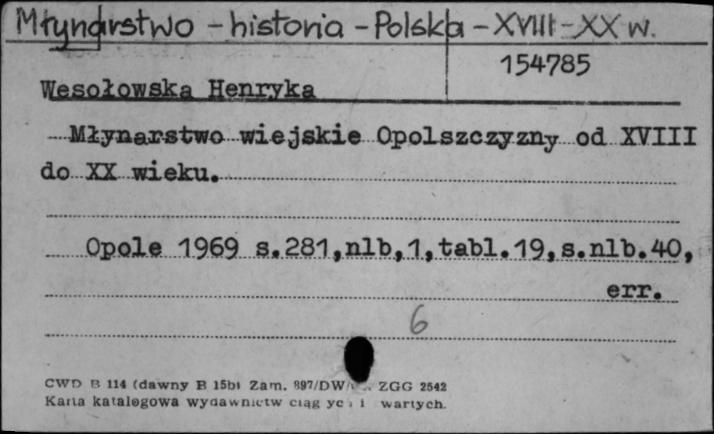 Młynarstwo - historia - Polska - XVIII - XX w.
154785
Wesołowska Henryka
Młynarstwo wiejskie Opolszczyzny od XVIII
do XX wieku.
Opole 1969 s.281,nlb,1,tabl.19,s.nlb.40,
err.
6
CWD B 114 (dawny B 15b) Zam. 897/DW/ ZGG 2542
Karta katalogowa wydawnictw ciąg i wartych.